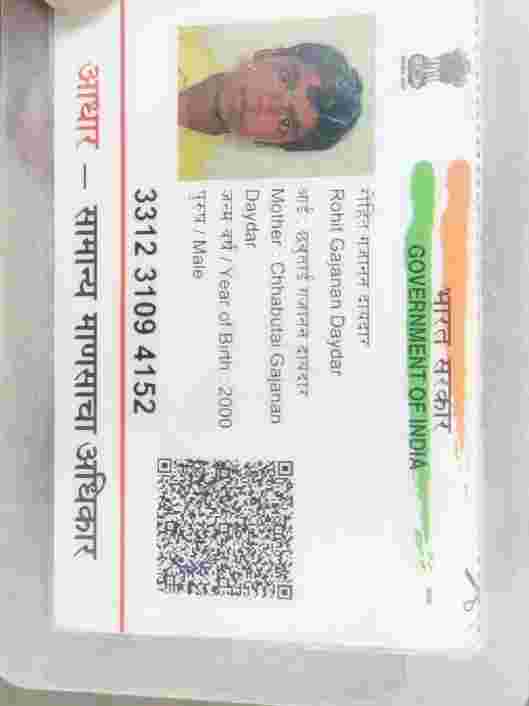 भारत सरकार
GOVERNMENT OF INDIA
रोहित गजानन दायदार
Rohit Gajanan Daydar
आई : छबुताई गजानन दायदार
Mother : Chhabutai Gajanan
Daydar
जन्म वर्ष / Year of Birth : 2000
पुरुष / Male
3312 3109 4152
आधार – सामान्य माणसाचा अधिकार